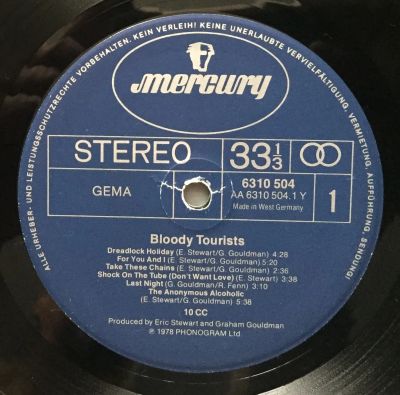 ALLE URHEBER- UND LEISTUNGSSCHUTZRECHTE VORBEHALTEN. KEIN VERLEIH! KEINE UNERLAUBTE VERVIELFÄLTIGUNG, VERMIETUNG, AUFFÜHRUNG, SENDUNG!
mercury
STEREO
33 1/3
GEMA
6310 504
AA 6310 504.1 Y
Made in West Germany
1
Bloody Tourists
Dreadlock Holiday (E. Stewart/G. Gouldman) 4:28
For You And I (E. Stewart/G. Gouldman) 5:20
Take These Chains (E. Stewart/G. Gouldman) 2:36
Shock On The Tube (Don't Want Love) (E. Stewart) 3:38
Last Night (G. Gouldman/R. Fenn) 3:10
The Anonymous Alcoholic
(E. Stewart/G. Gouldman) 5:38
10 CC
Produced by Eric Stewart and Graham Gouldman
℗ 1978 PHONOGRAM Ltd